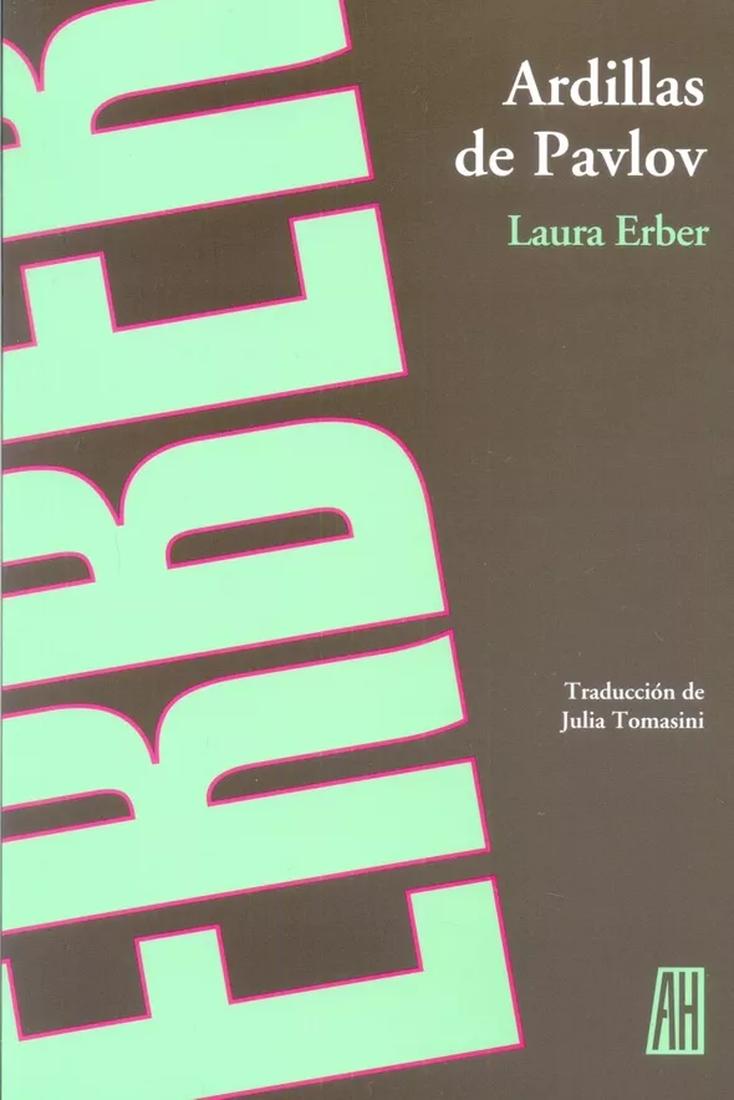 Ardillas
de Pavlov
Laura Erber
ERBER
Traducción de
Julia Tomasini
AH